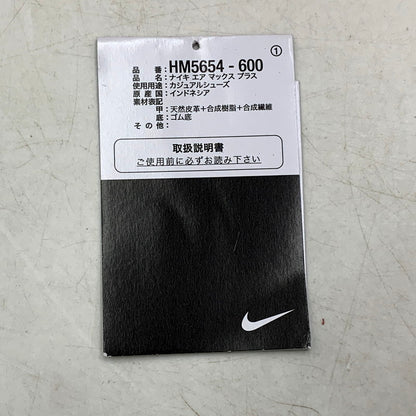 ①
品番：HM5654 - 600
品名：ナイキ エア マックス プラス
使用用途：カジュアルシューズ
原産国：インドネシア
素材表記
甲：天然皮革＋合成樹脂＋合成繊維
底：ゴム底
その他：
取扱説明書
ご使用前に必ずお読み下さい